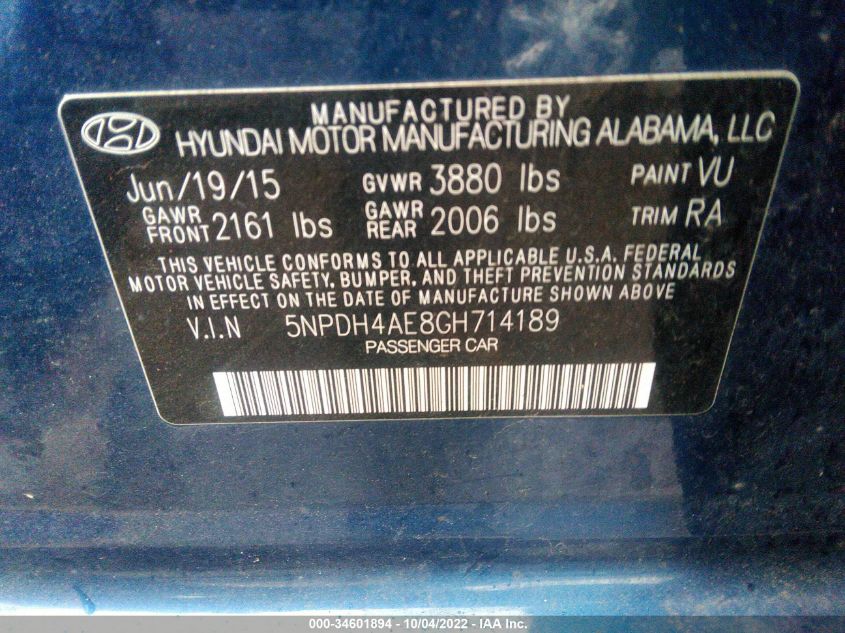 MANUFACTURED BY
HYUNDAI MOTOR MANUFACTURING ALABAMA, LLC
Jun/19/15 GVWR 3880 lbs PAINT VU
GAWR FRONT 2161 lbs GAWR REAR 2006 lbs TRIM RA
THIS VEHICLE CONFORMS TO ALL APPLICABLE U.S.A. FEDERAL
MOTOR VEHICLE SAFETY, BUMPER, AND THEFT PREVENTION STANDARDS
IN EFFECT ON THE DATE OF MANUFACTURE SHOWN ABOVE
V.I.N 5NPDH4AE8GH714189
PASSENGER CAR
000-34601894 - 10/04/2022 - IAA Inc.